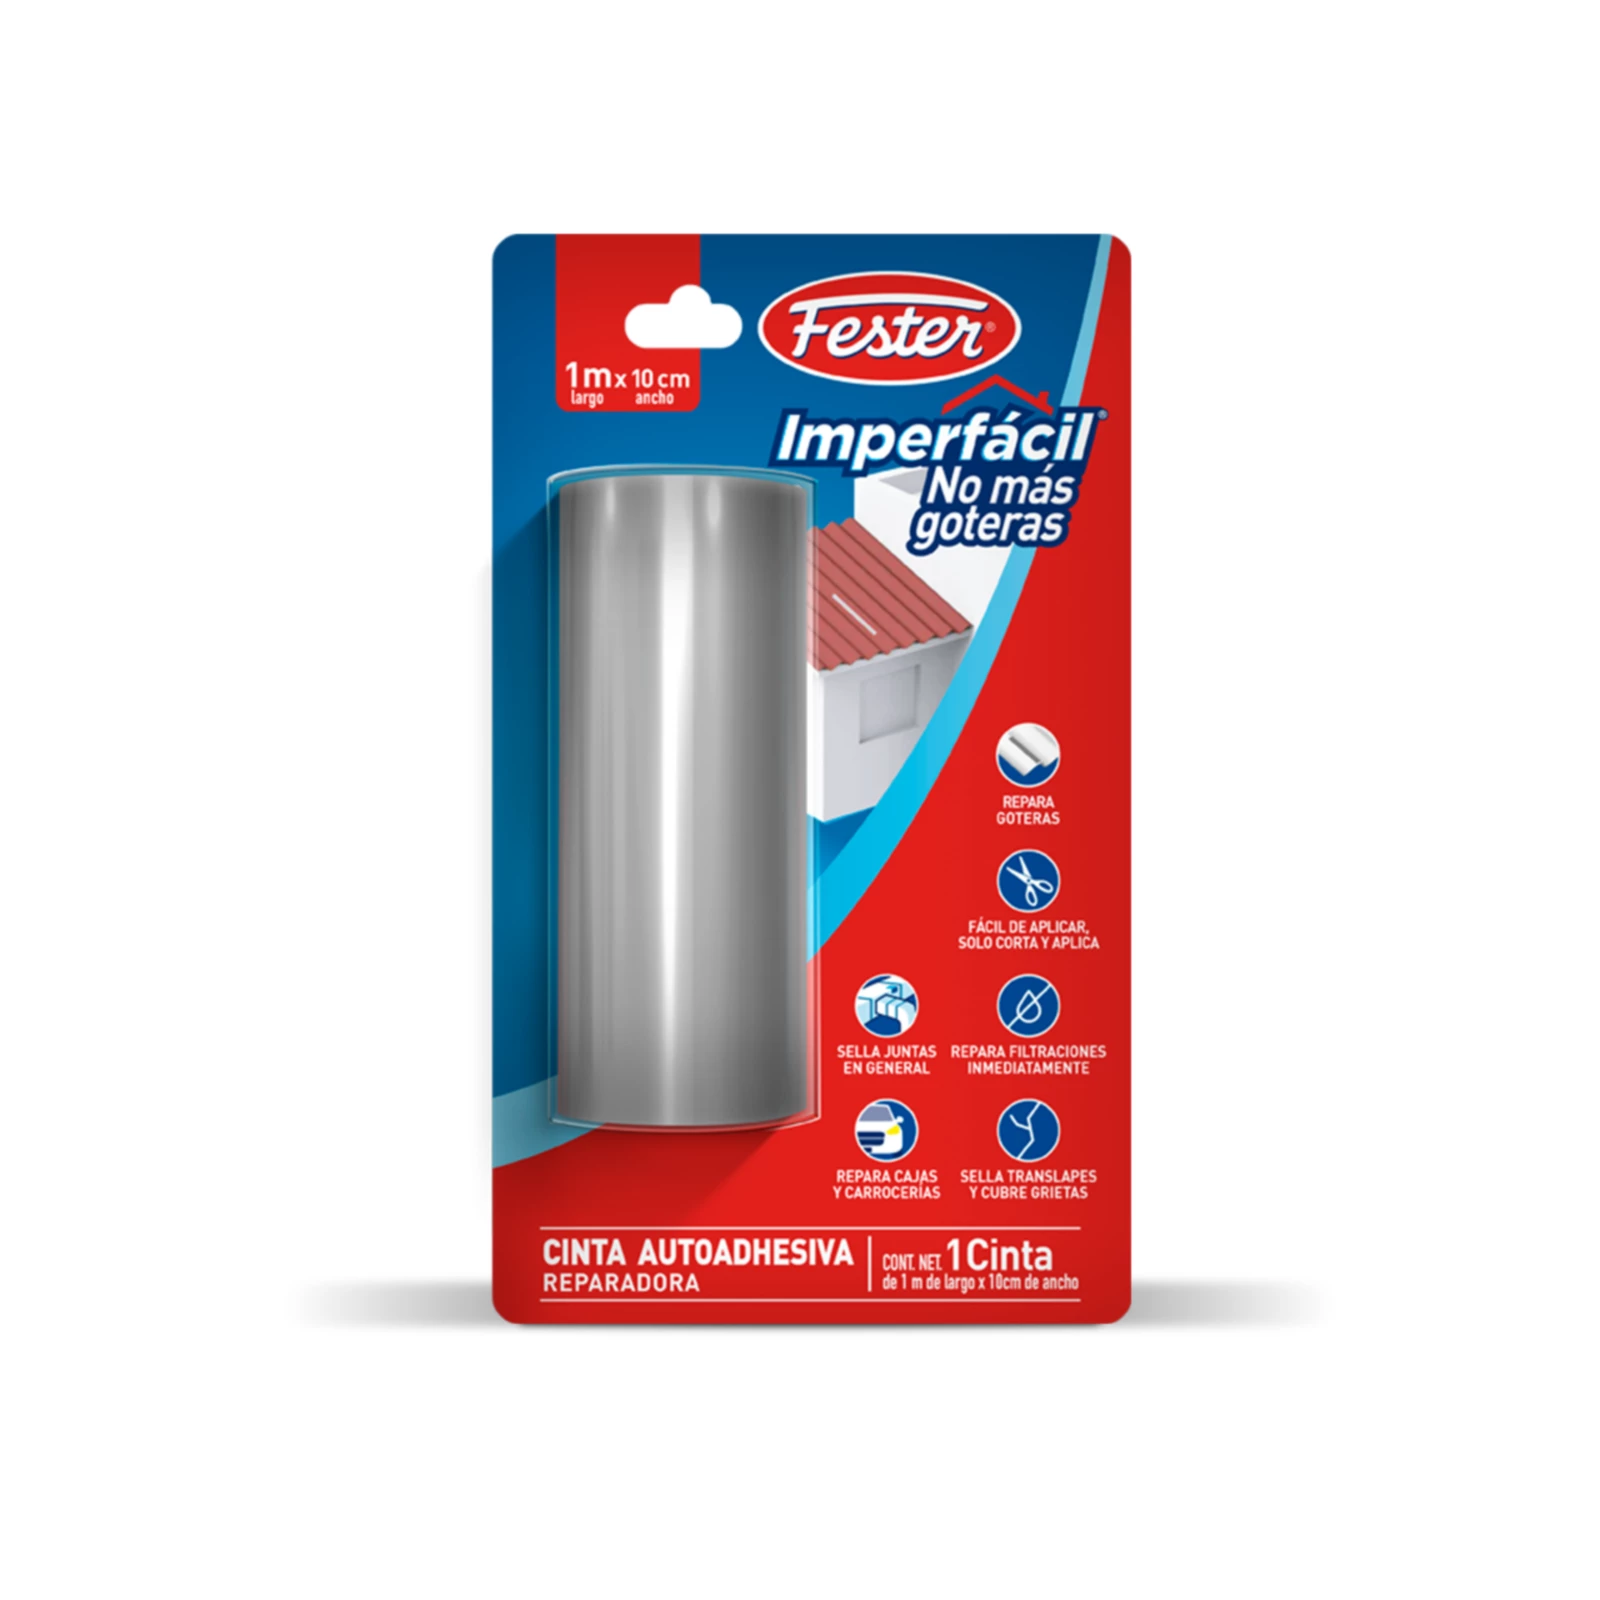 1m x 10 cm
largo ancho
Fester®
Imperfácil®
No más
goteras
REPARA
GOTERAS
FÁCIL DE APLICAR,
SOLO CORTA Y APLICA
SELLA JUNTAS
EN GENERAL
REPARA FILTRACIONES
INMEDIATAMENTE
REPARA CAJAS
Y CARROCERÍAS
SELLA TRANSLAPES
Y CUBRE GRIETAS
CINTA AUTOADHESIVA
REPARADORA
CONT. NET. 1 Cinta
de 1 m de largo x 10cm de ancho